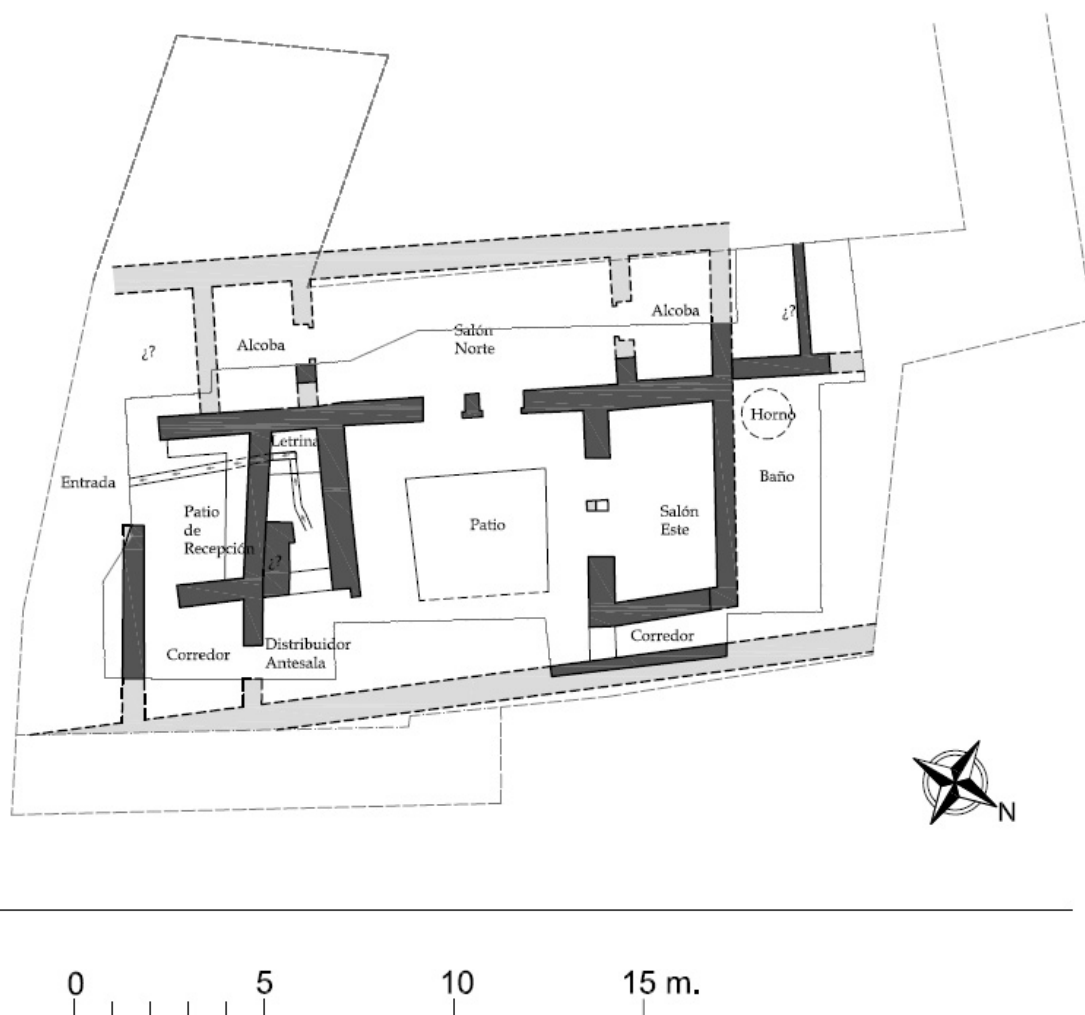 ¿?
Alcoba
Salón
Norte
Alcoba
¿?
Entrada
Letrina
Patio
de
Recepción
¿?
Patio
Salón
Este
Horno
Baño
Corredor
Distribuidor
Antesala
Corredor
N
0 5 10 15 m.